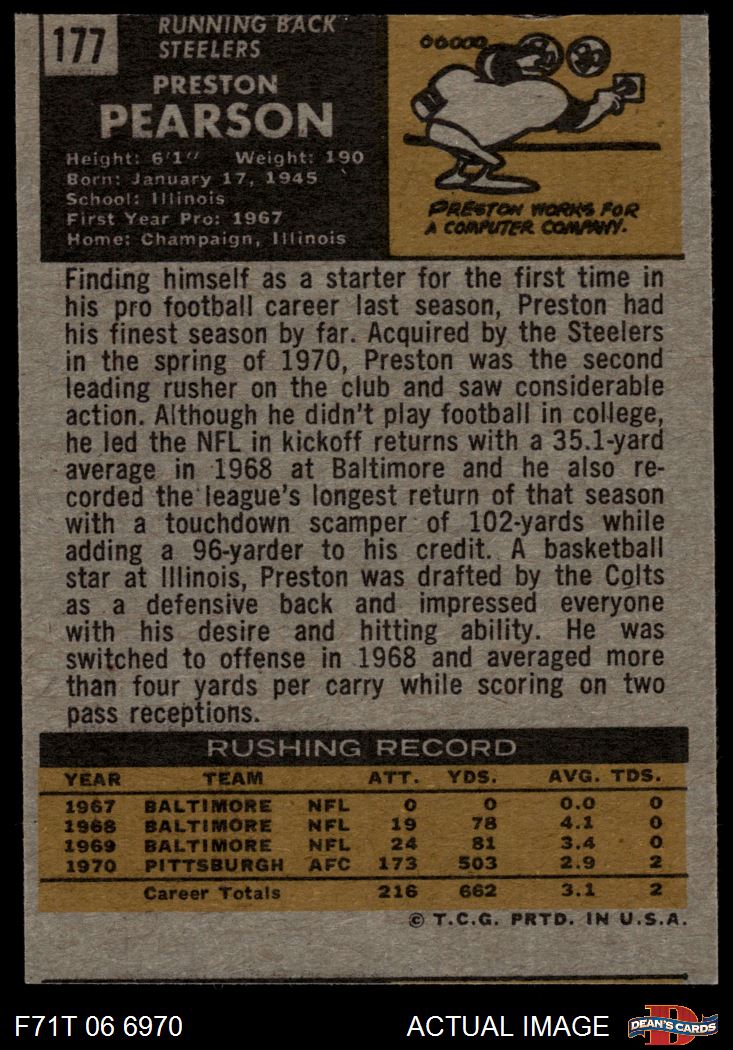 177
RUNNING BACK
STEELERS
PRESTON
PEARSON
Height: 6'1" Weight: 190
Born: January 17, 1945
School: Illinois
First Year Pro: 1967
Home: Champaign, Illinois
PRESTON WORKS FOR
A COMPUTER COMPANY.
Finding himself as a starter for the first time in
his pro football career last season, Preston had
his finest season by far. Acquired by the Steelers
in the spring of 1970, Preston was the second
leading rusher on the club and saw considerable
action. Although he didn't play football in college,
he led the NFL in kickoff returns with a 35.1-yard
average in 1968 at Baltimore and he also re-
corded the league's longest return of that season
with a touchdown scamper of 102-yards while
adding a 96-yarder to his credit. A basketball
star at Illinois, Preston was drafted by the Colts
as a defensive back and impressed everyone
with his desire and hitting ability. He was
switched to offense in 1968 and averaged more
than four yards per carry while scoring on two
pass receptions.
RUSHING RECORD
YEAR TEAM ATT. YDS. AVG. TDS.
1967 BALTIMORE NFL 0 0 0.0 0
1968 BALTIMORE NFL 19 78 4.1 0
1969 BALTIMORE NFL 24 81 3.4 0
1970 PITTSBURGH AFC 173 503 2.9 2
Career Totals 216 662 3.1 2
© T.C.G. PRTD. IN U.S.A.
F71T 06 6970 ACTUAL IMAGE DEAN'S CARDS